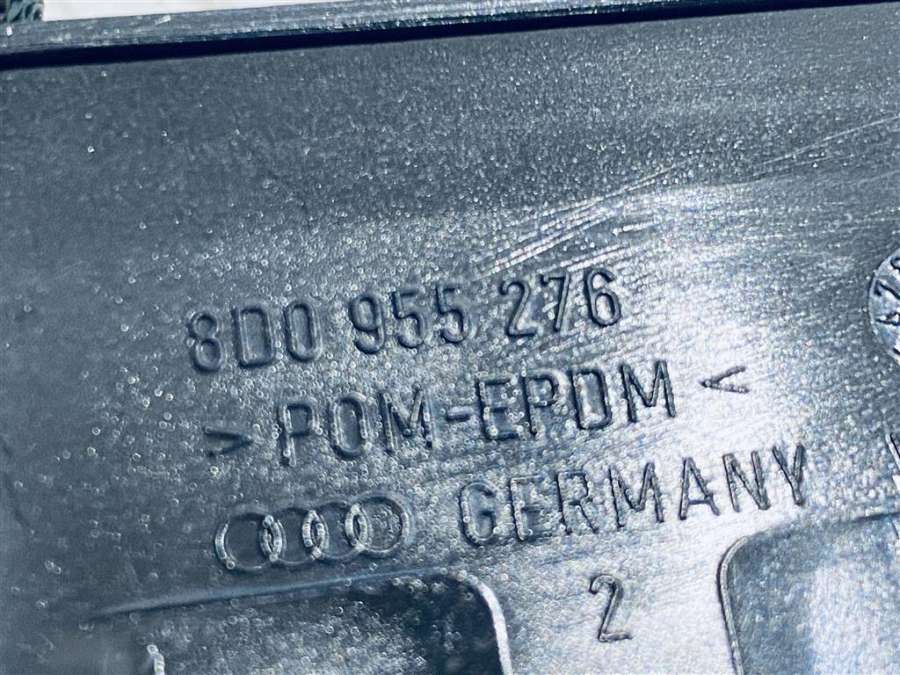 8D0 955 276
>POM-EPDM<
GERMANY
2